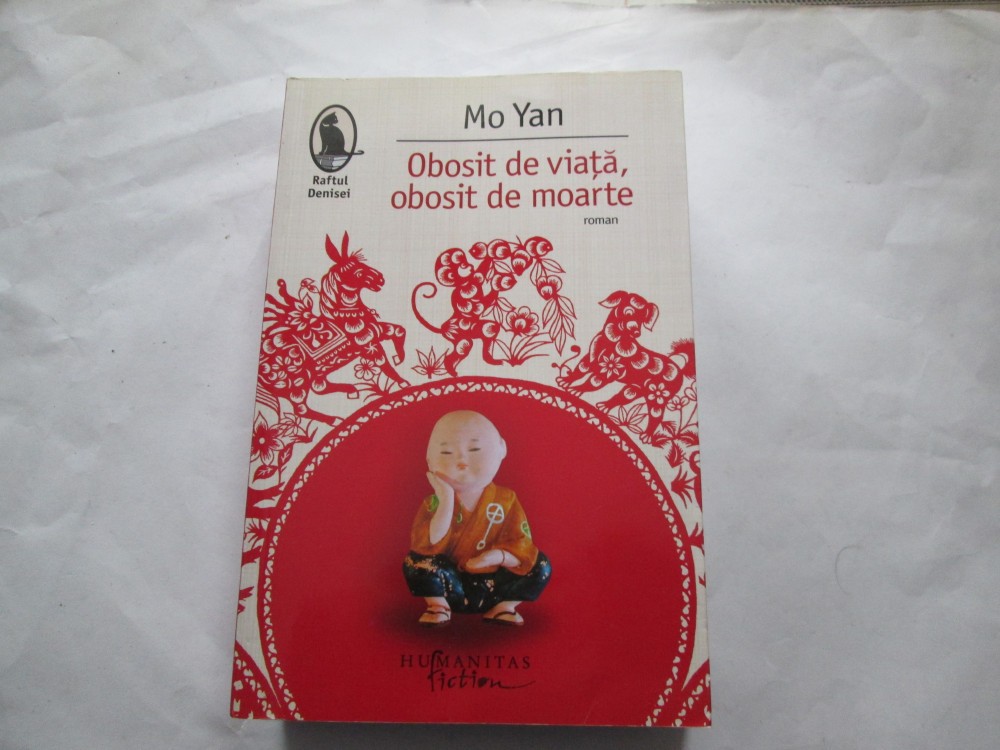 Mo Yan
Raftul
Denisei
Obosit de viață,
obosit de moarte
roman
HUMANITAS
fiction